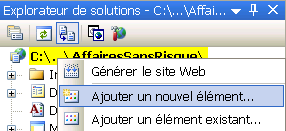 Explorateur de solutions - C:\...\Affai...
C:\...\AffairesSansRisque\
Générer le site Web
Ajouter un nouvel élément...
Ajouter un élément existant...